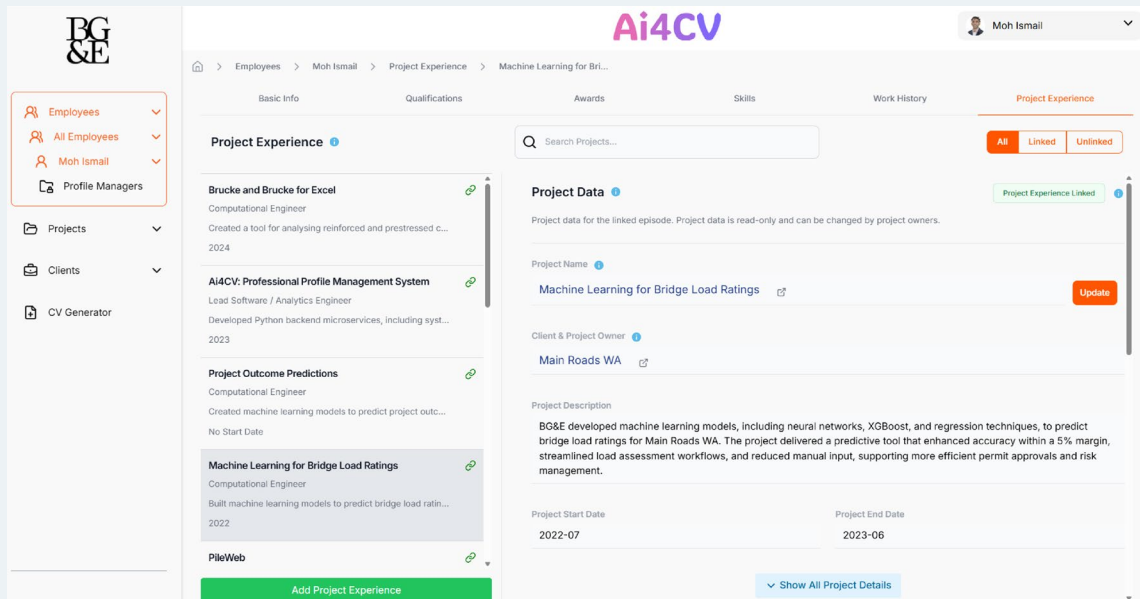 BG
&E
Ai4CV
Moh Ismail
Employees > Moh Ismail > Project Experience > Machine Learning for Bri...
Basic Info
Qualifications
Awards
Skills
Work History
Project Experience
Employees
All Employees
Moh Ismail
Profile Managers
Projects
Clients
CV Generator
Project Experience
Search Projects...
All
Linked
Unlinked
Brucke and Brucke for Excel
Computational Engineer
Created a tool for analysing reinforced and prestressed c...
2024
Ai4CV: Professional Profile Management System
Lead Software / Analytics Engineer
Developed Python backend microservices, including syst...
2023
Project Outcome Predictions
Computational Engineer
Created machine learning models to predict project outc...
No Start Date
Machine Learning for Bridge Load Ratings
Computational Engineer
Built machine learning models to predict bridge load ratin...
2022
PileWeb
Add Project Experience
Project Data
Project Experience Linked
Project data for the linked episode. Project data is read-only and can be changed by project owners.
Project Name
Machine Learning for Bridge Load Ratings
Update
Client & Project Owner
Main Roads WA
Project Description
BG&E developed machine learning models, including neural networks, XGBoost, and regression techniques, to predict
bridge load ratings for Main Roads WA. The project delivered a predictive tool that enhanced accuracy within a 5% margin,
streamlined load assessment workflows, and reduced manual input, supporting more efficient permit approvals and risk
management.
Project Start Date
2022-07
Project End Date
2023-06
Show All Project Details